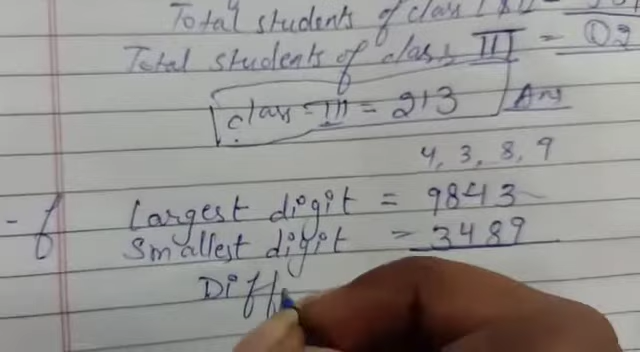 Total students of class
Total students of class III =
class III = 213 Ans
4, 3, 8, 9
f Largest digit = 9843
Smallest digit = 3489
Diff